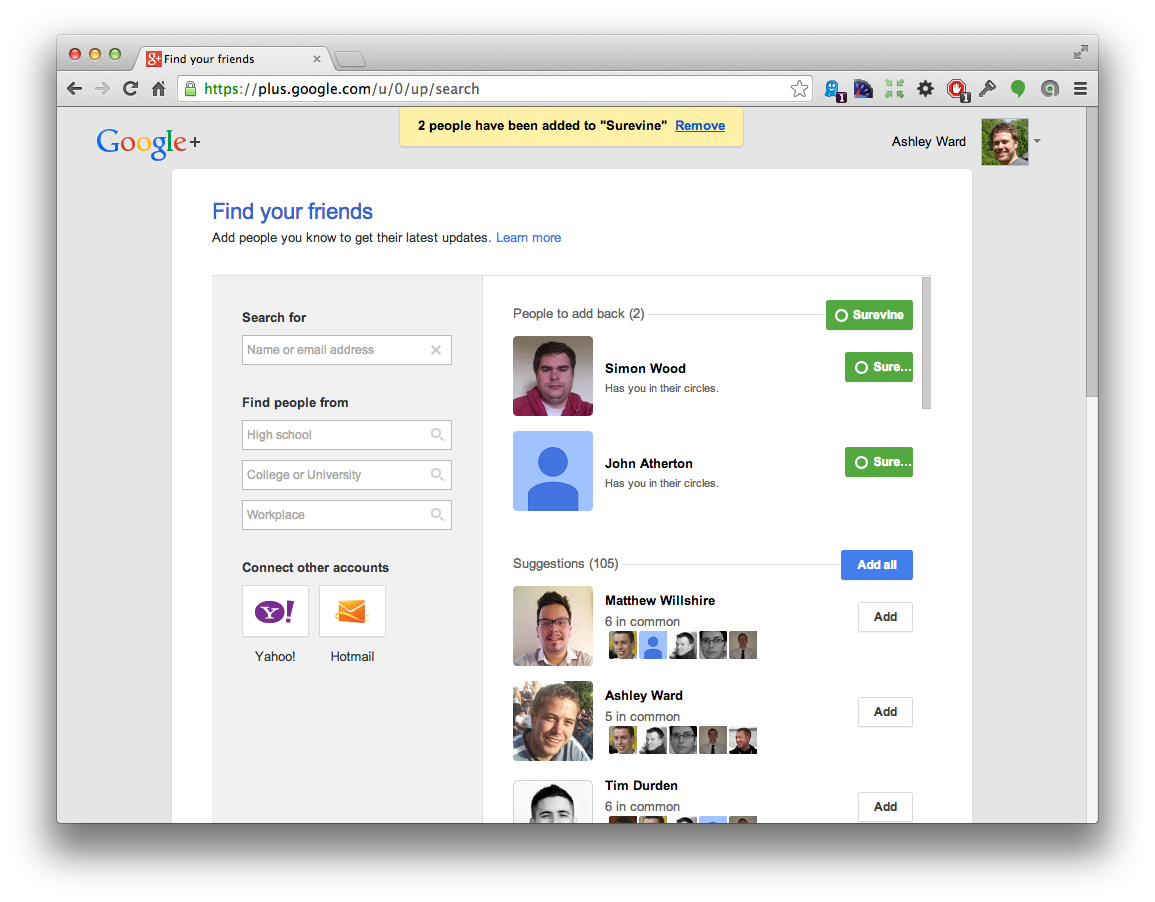 Find your friends
https://plus.google.com/u/0/up/search
1
1
2 people have been added to "Surevine" Remove
Google+
Ashley Ward
Find your friends
Add people you know to get their latest updates. Learn more
Search for
Name or email address
Find people from
High school
College or University
Workplace
Connect other accounts
Y!
Yahoo!
Hotmail
People to add back (2)
Surevine
Simon Wood
Sure...
Has you in their circles.
John Atherton
Sure...
Has you in their circles.
Suggestions (105)
Add all
Matthew Willshire
6 in common
Add
Ashley Ward
5 in common
Add
Tim Durden
6 in common
Add